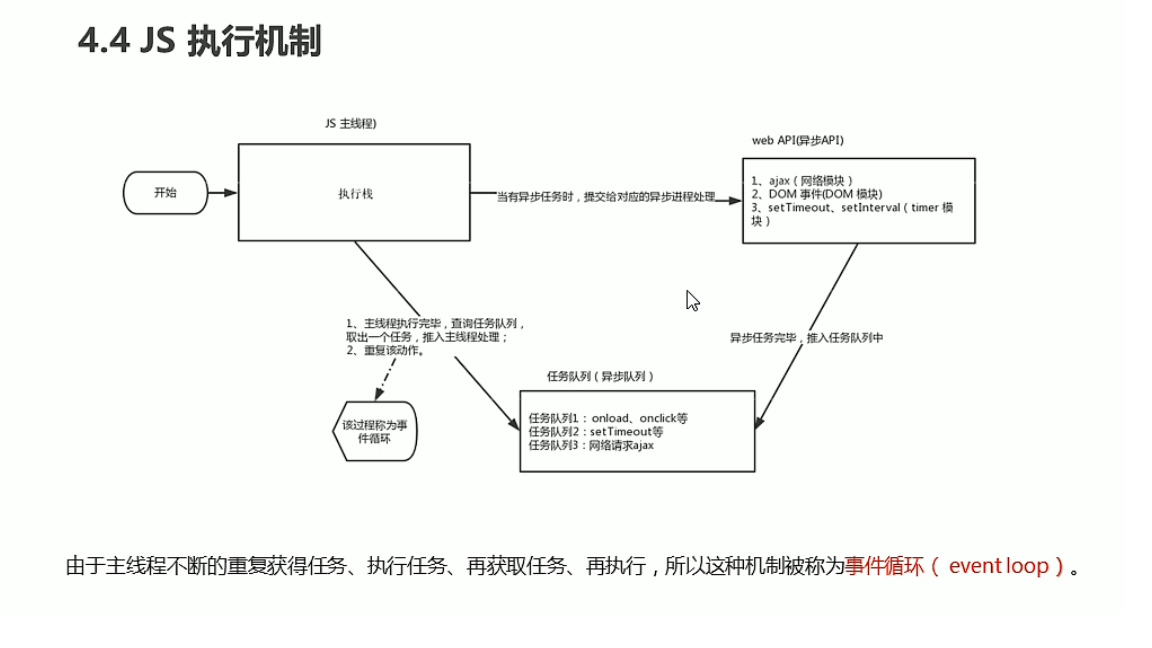 4.4 JS 执行机制
JS 主线程)
web API(异步API)
开始
执行栈
当有异步任务时，提交给对应的异步进程处理
1、ajax（网络模块）
2、DOM 事件(DOM 模块)
3、setTimeout、setInterval（timer 模
块）
1、主线程执行完毕，查询任务队列，
取出一个任务，推入主线程处理；
2、重复该动作。
异步任务完毕，推入任务队列中
任务队列（异步队列）
该过程称为事
件循环
任务队列1：onload、onclick等
任务队列2：setTimeout等
任务队列3：网络请求ajax
由于主线程不断的重复获得任务、执行任务、再获取任务、再执行，所以这种机制被称为事件循环（ event loop）。